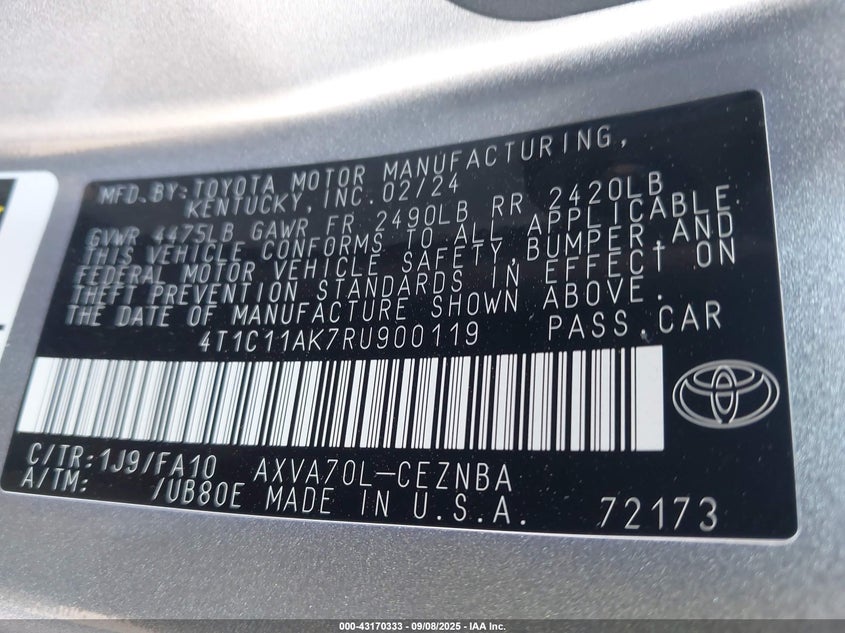 MFD.BY:TOYOTA MOTOR MANUFACTURING,
KENTUCKY, INC.02/24
GVWR 4475LB GAWR FR 2490LB RR 2420LB
THIS VEHICLE CONFORMS TO ALL APPLICABLE
FEDERAL MOTOR VEHICLE SAFETY,BUMPER,AND
THEFT PREVENTION STANDARDS IN EFFECT ON
THE DATE OF MANUFACTURE SHOWN ABOVE.
4T1C11AK7RU900119 PASS.CAR
C/TR:1J9/FA10 AXVA70L-CEZNBA
A/TM: /UB80E MADE IN U.S.A. 72173
000-43170333 - 09/08/2025 - IAA Inc.